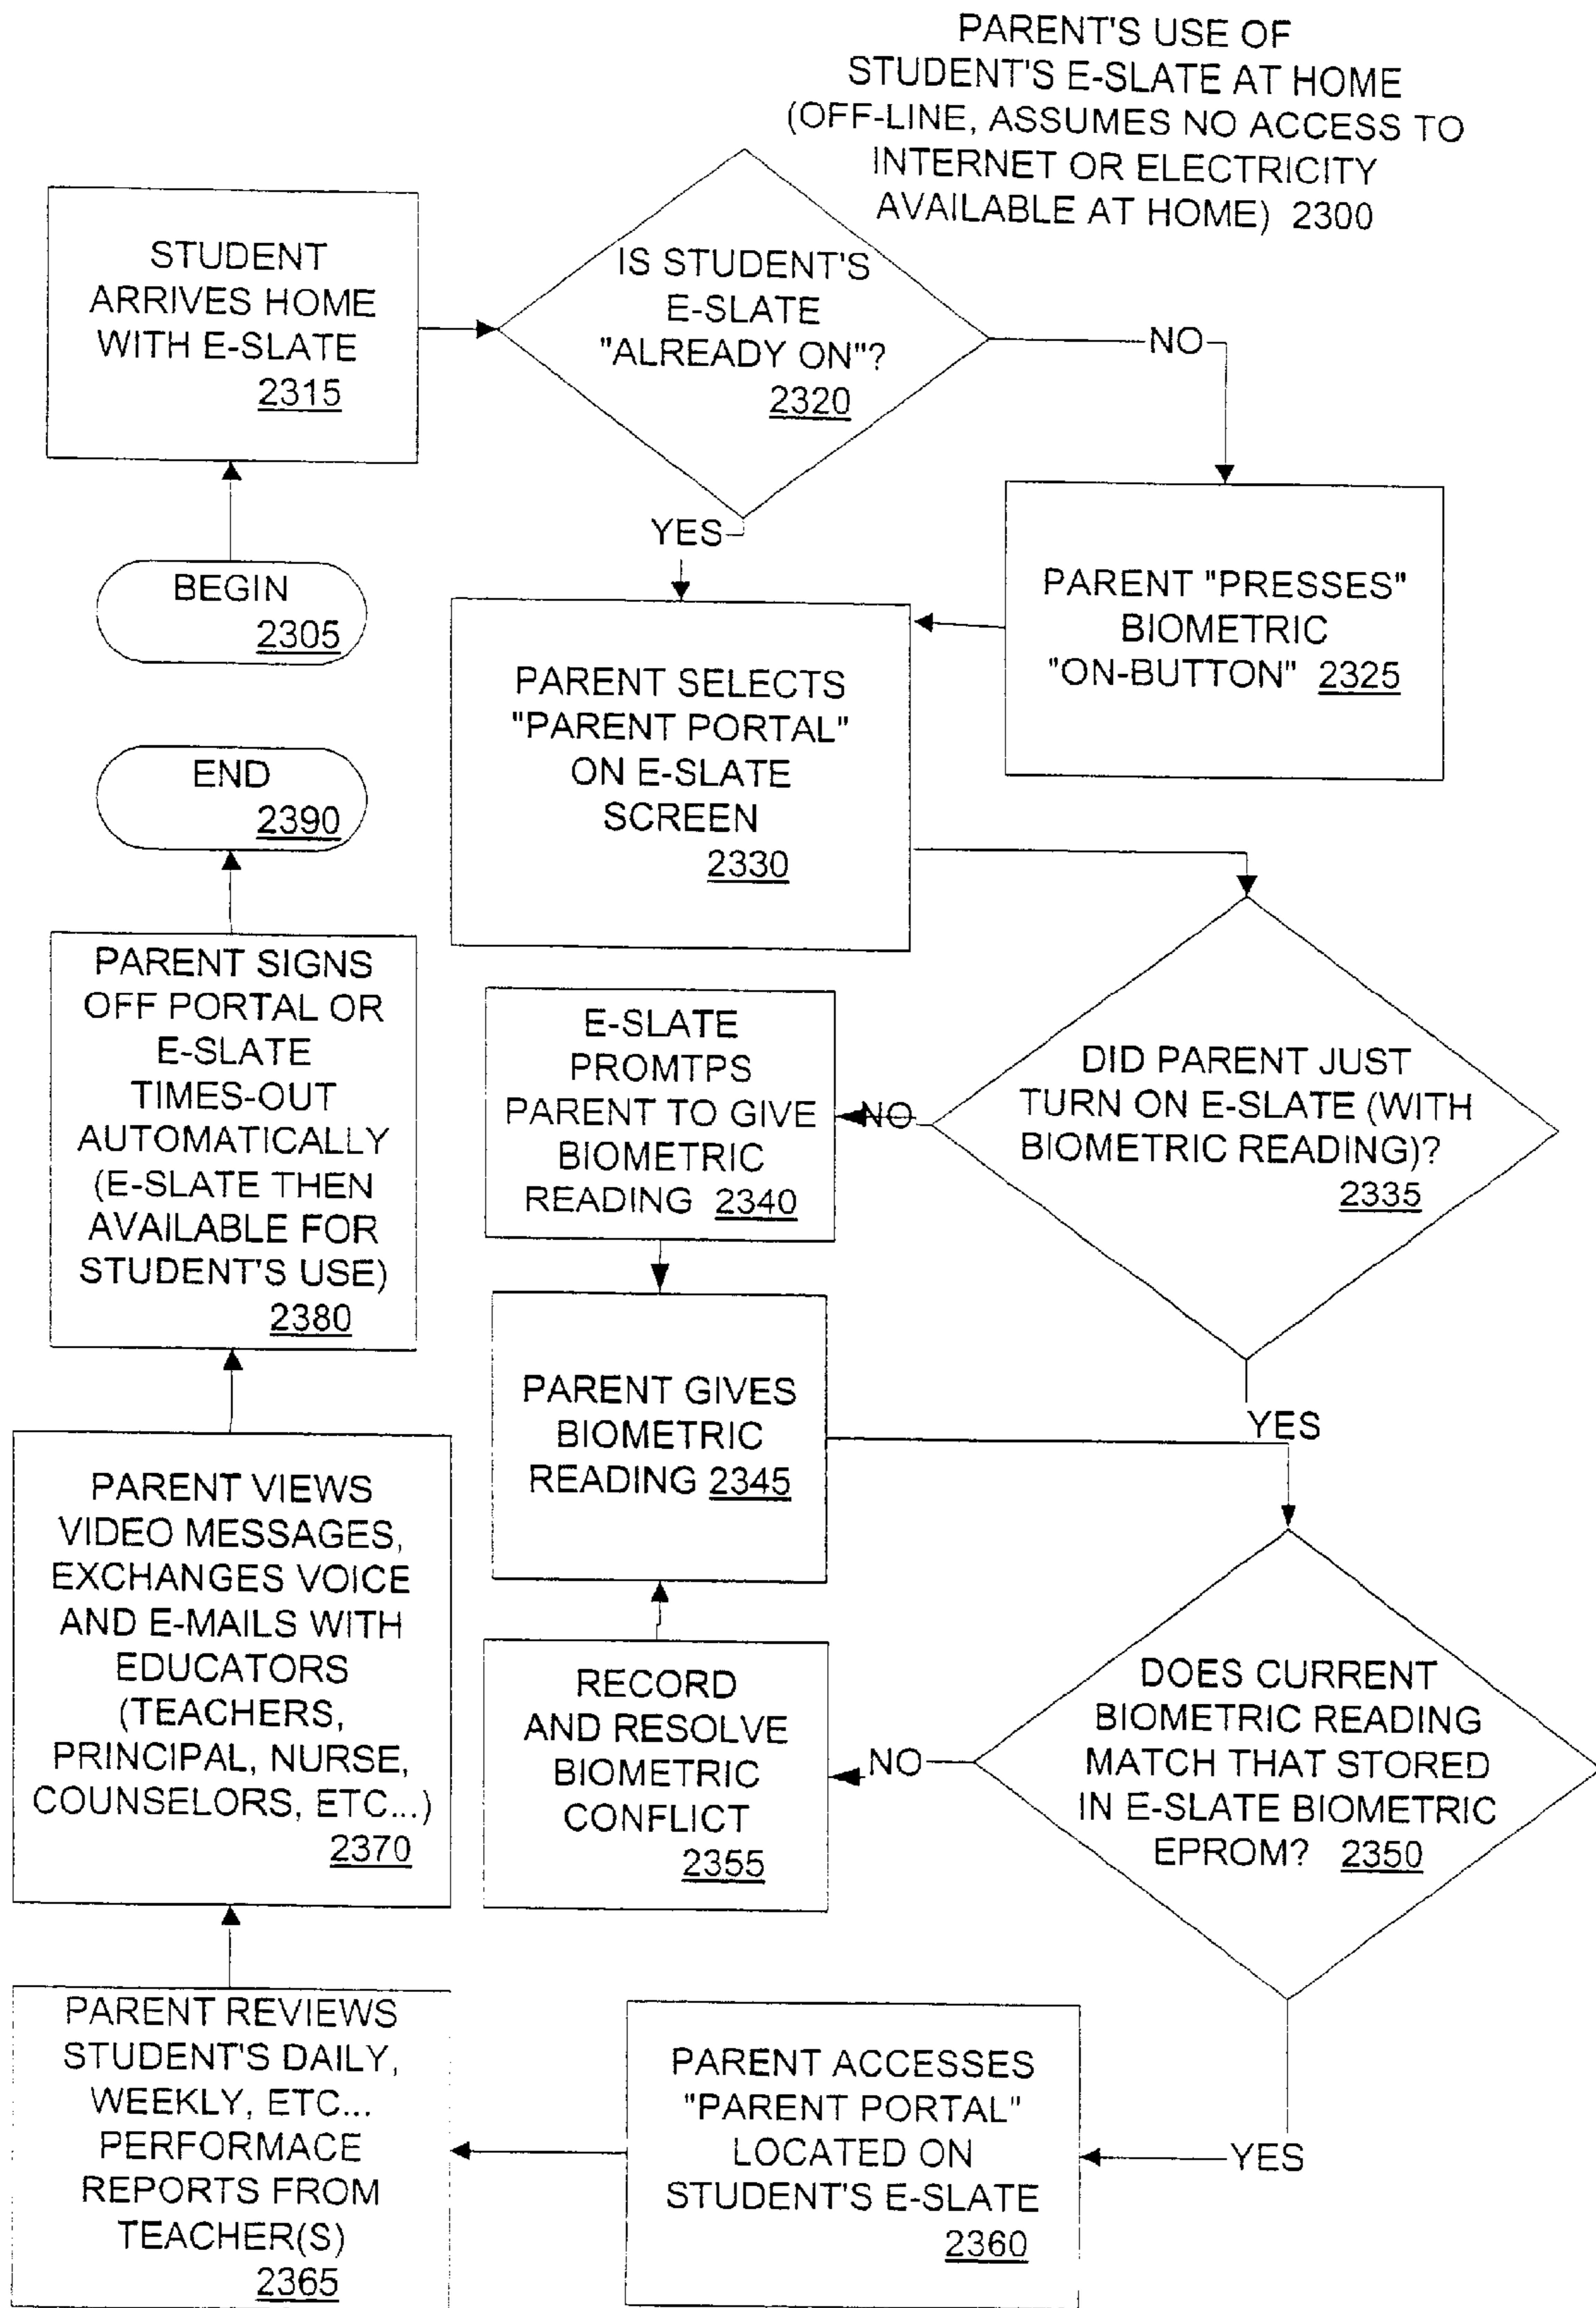 PARENT'S USE OF
STUDENT'S E-SLATE AT HOME
(OFF-LINE, ASSUMES NO ACCESS TO
INTERNET OR ELECTRICITY
AVAILABLE AT HOME) 2300
BEGIN
2305
STUDENT
ARRIVES HOME
WITH E-SLATE
2315
IS STUDENT'S
E-SLATE
"ALREADY ON"?
2320
NO
YES
PARENT "PRESSES"
BIOMETRIC
"ON-BUTTON" 2325
PARENT SELECTS
"PARENT PORTAL"
ON E-SLATE
SCREEN
2330
DID PARENT JUST
TURN ON E-SLATE (WITH
BIOMETRIC READING)?
2335
NO
YES
E-SLATE
PROMTPS
PARENT TO GIVE
BIOMETRIC
READING 2340
PARENT GIVES
BIOMETRIC
READING 2345
DOES CURRENT
BIOMETRIC READING
MATCH THAT STORED
IN E-SLATE BIOMETRIC
EPROM? 2350
NO
YES
RECORD
AND RESOLVE
BIOMETRIC
CONFLICT
2355
PARENT ACCESSES
"PARENT PORTAL"
LOCATED ON
STUDENT'S E-SLATE
2360
PARENT REVIEWS
STUDENT'S DAILY,
WEEKLY, ETC...
PERFORMACE
REPORTS FROM
TEACHER(S)
2365
PARENT VIEWS
VIDEO MESSAGES,
EXCHANGES VOICE
AND E-MAILS WITH
EDUCATORS
(TEACHERS,
PRINCIPAL, NURSE,
COUNSELORS, ETC...)
2370
PARENT SIGNS
OFF PORTAL OR
E-SLATE
TIMES-OUT
AUTOMATICALLY
(E-SLATE THEN
AVAILABLE FOR
STUDENT'S USE)
2380
END
2390